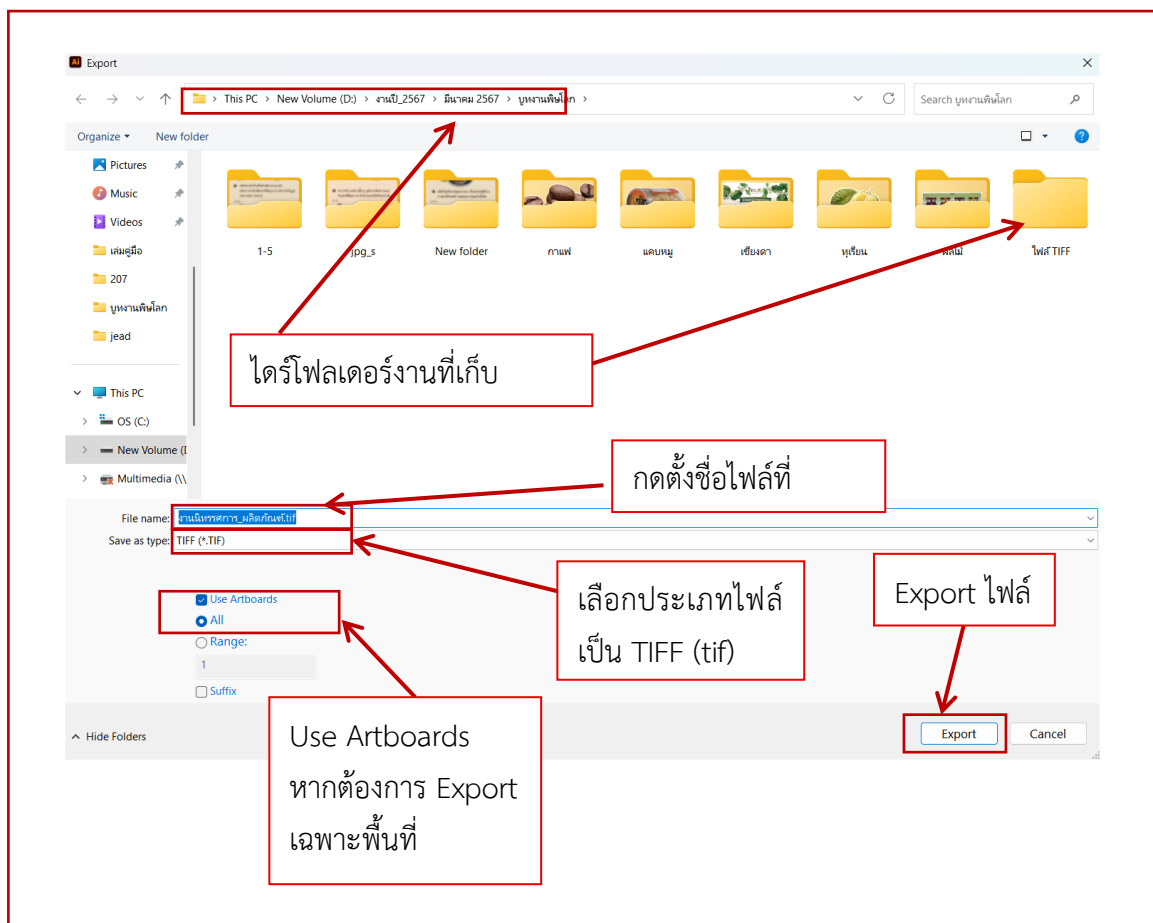 Ai Export
This PC > New Volume (D:) > งานปี_2567 > มีนาคม 2567 > บูทงานพิษโลก >
Search บูทงานพิษโลก
Organize New folder
Pictures
Music
Videos
เล่มคู่มือ
207
บูทงานพิษโลก
jead
This PC
OS (C:)
New Volume (D
Multimedia (\\
1-5
jpg_s
New folder
กาแฟ
แคบหมู
เชียงดา
ทุเรียน
ผลไม้
ไฟล์ TIFF
ไดร์โฟลเดอร์งานที่เก็บ
กดตั้งชื่อไฟล์ที่
File name: งานนิทรรศการ_ผลิตภัณฑ์.tif
Save as type: TIFF (*.TIF)
Use Artboards
All
Range:
1
Suffix
เลือกประเภทไฟล์
เป็น TIFF (tif)
Export ไฟล์
Use Artboards
หากต้องการ Export
เฉพาะพื้นที่
Hide Folders
Export
Cancel